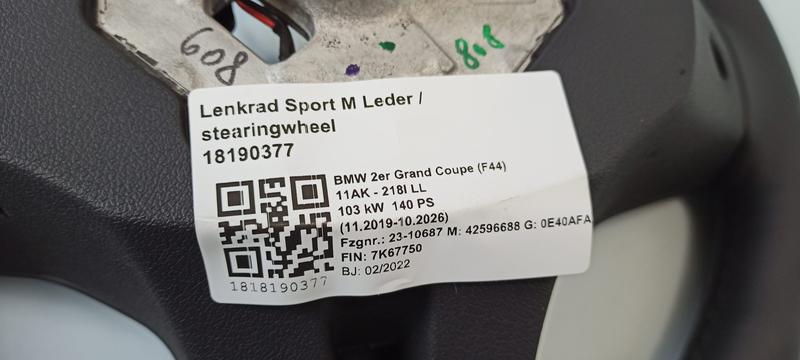 608
808
Lenkrad Sport M Leder /
stearingwheel
18190377
BMW 2er Grand Coupe (F44)
11AK - 218I LL
103 kW 140 PS
(11.2019-10.2026)
Fzgnr.: 23-10687 M: 42596688 G: 0E40AFA
FIN: 7K67750
BJ: 02/2022
1818190377